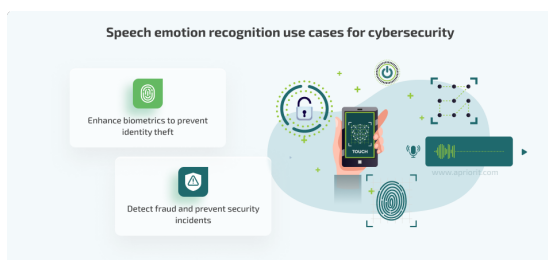 Speech emotion recognition use cases for cybersecurity
Enhance biometrics to prevent
identity theft
TOUCH
www.apriorit.com
Detect fraud and prevent security
incidents